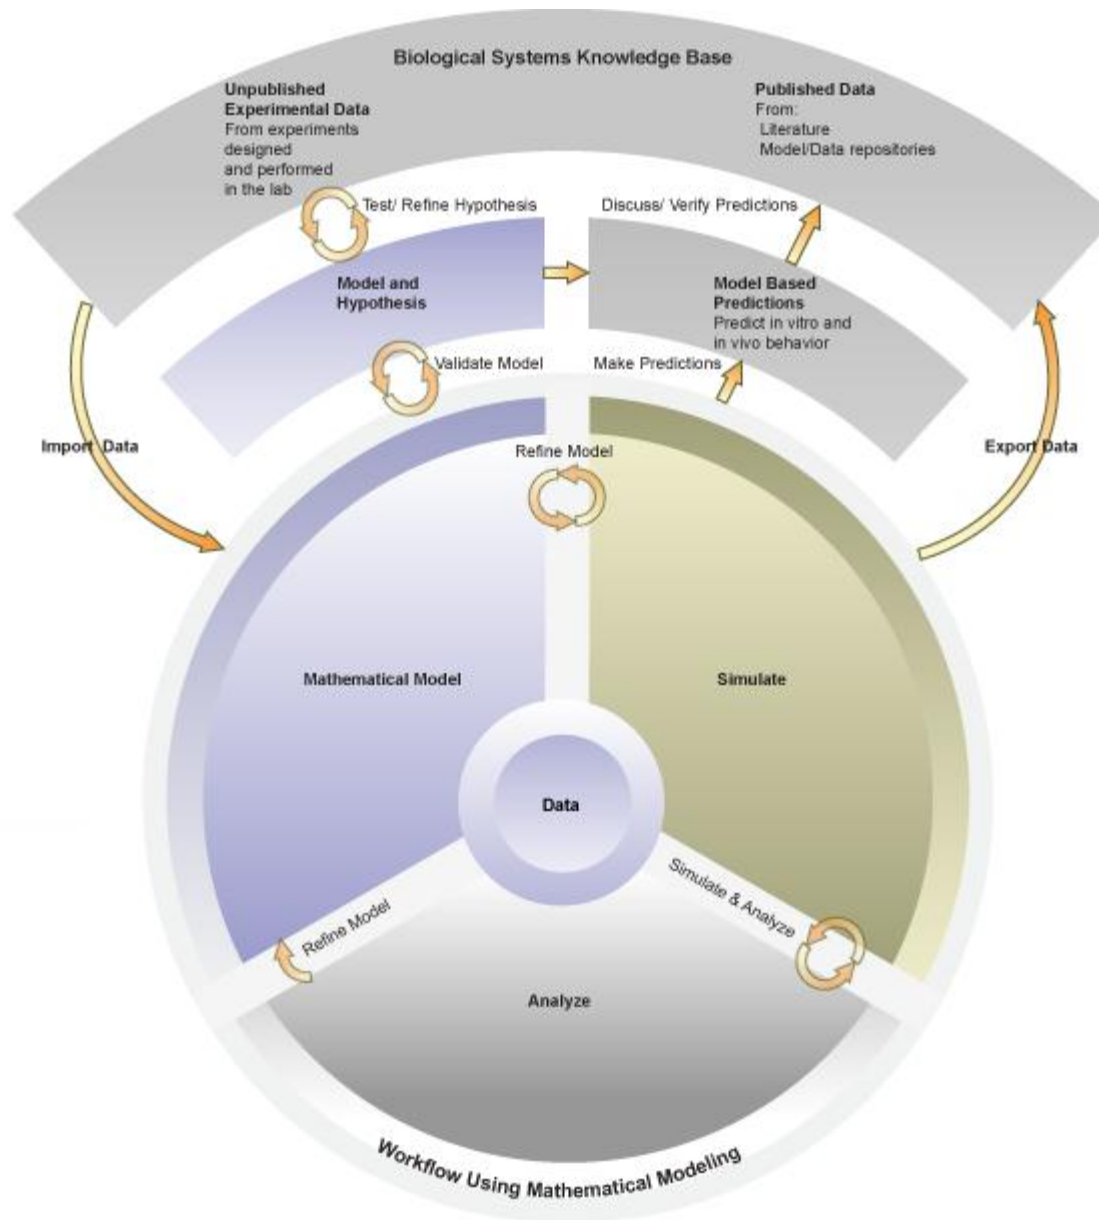 Biological Systems Knowledge Base
Unpublished
Experimental Data
From experiments
designed
and performed
in the lab
Published Data
From:
Literature
Model/Data repositories
Test/ Refine Hypothesis
Discuss/ Verify Predictions
Model and
Hypothesis
Model Based
Predictions
Predict in vitro and
in vivo behavior
Validate Model
Make Predictions
Import Data
Export Data
Refine Model
Mathematical Model
Simulate
Data
Refine Model
Simulate & Analyze
Analyze
Workflow Using Mathematical Modeling